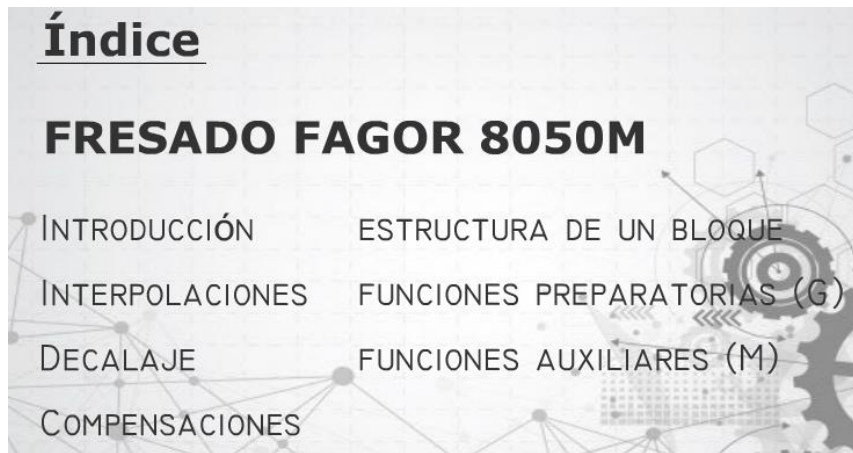 Índice
FRESADO FAGOR 8050M
INTRODUCCIÓN ESTRUCTURA DE UN BLOQUE
INTERPOLACIONES FUNCIONES PREPARATORIAS (G)
DECALAJE FUNCIONES AUXILIARES (M)
COMPENSACIONES